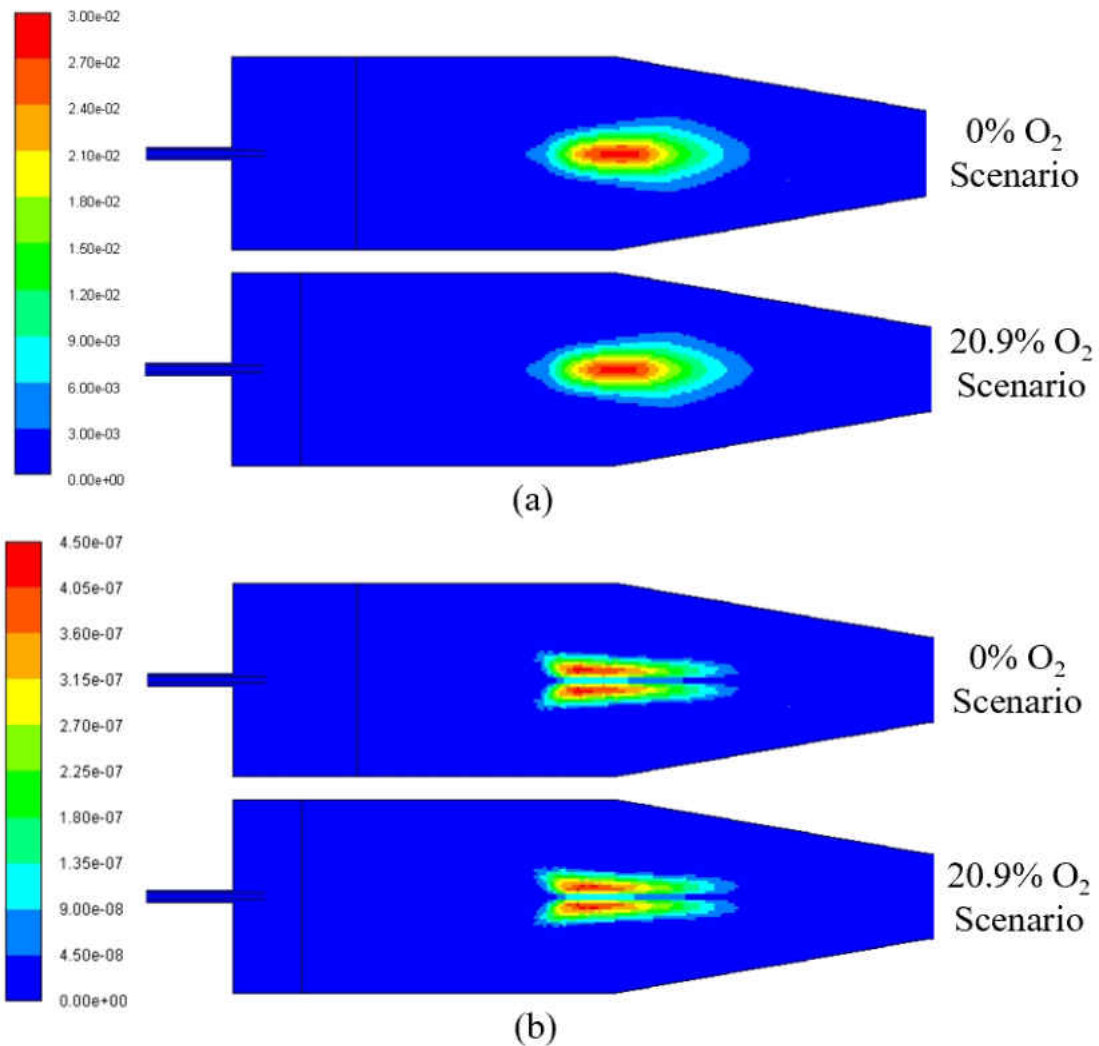 3.00e-02
2.70e-02
2.40e-02
2.10e-02
1.80e-02
1.50e-02
1.20e-02
9.00e-03
6.00e-03
3.00e-03
0.00e+00
0% O₂
Scenario
20.9% O₂
Scenario
(a)
4.50e-07
4.05e-07
3.60e-07
3.15e-07
2.70e-07
2.25e-07
1.80e-07
1.35e-07
9.00e-08
4.50e-08
0.00e+00
0% O₂
Scenario
20.9% O₂
Scenario
(b)